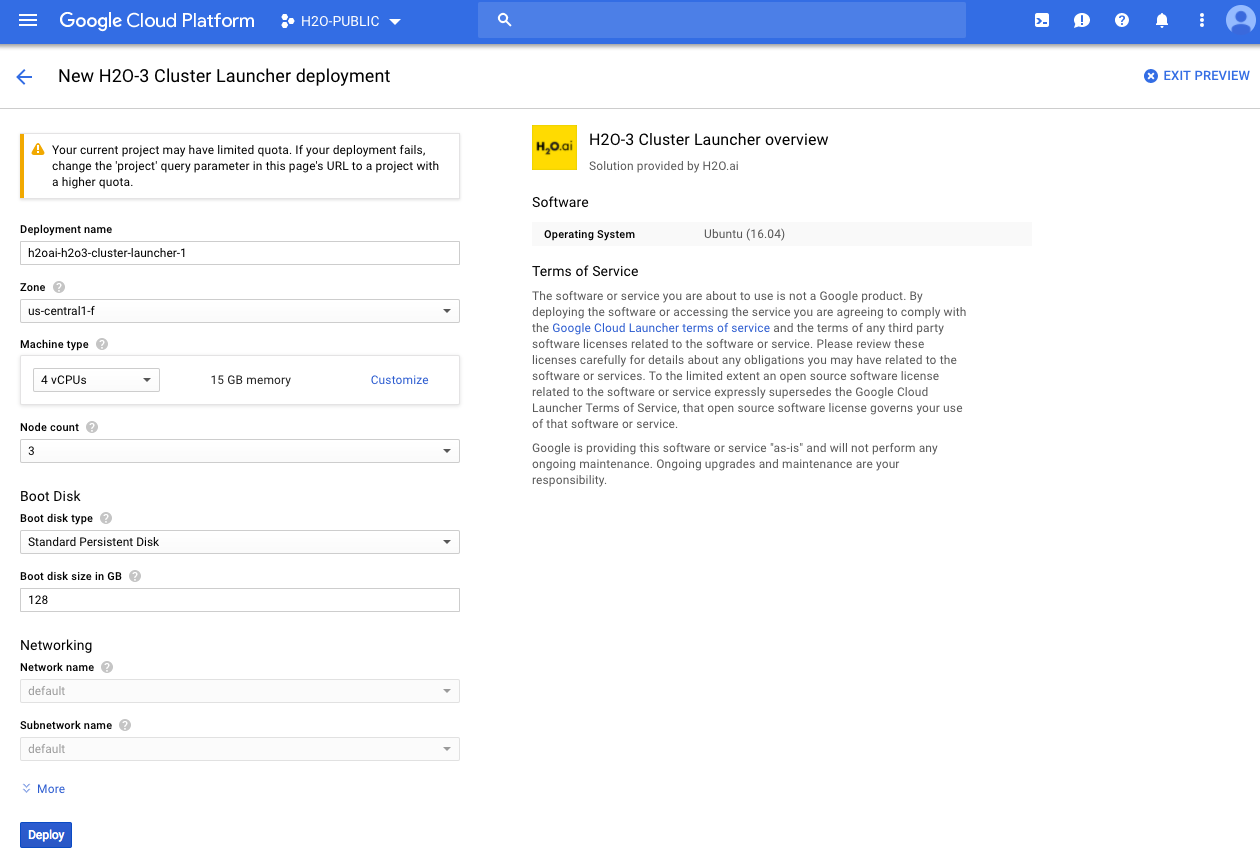 Google Cloud Platform
H2O-PUBLIC
New H2O-3 Cluster Launcher deployment
EXIT PREVIEW
Your current project may have limited quota. If your deployment fails,
change the 'project' query parameter in this page's URL to a project with
a higher quota.
Deployment name
h2oai-h2o3-cluster-launcher-1
Zone
us-central1-f
Machine type
4 vCPUs
15 GB memory
Customize
Node count
3
Boot Disk
Boot disk type
Standard Persistent Disk
Boot disk size in GB
128
Networking
Network name
default
Subnetwork name
default
More
Deploy
H2O.ai
H2O-3 Cluster Launcher overview
Solution provided by H2O.ai
Software
Operating System
Ubuntu (16.04)
Terms of Service
The software or service you are about to use is not a Google product. By
deploying the software or accessing the service you are agreeing to comply with
the Google Cloud Launcher terms of service and the terms of any third party
software licenses related to the software or service. Please review these
licenses carefully for details about any obligations you may have related to the
software or services. To the limited extent an open source software license
related to the software or service expressly supersedes the Google Cloud
Launcher Terms of Service, that open source software license governs your use
of that software or service.
Google is providing this software or service "as-is" and will not perform any
ongoing maintenance. Ongoing upgrades and maintenance are your
responsibility.